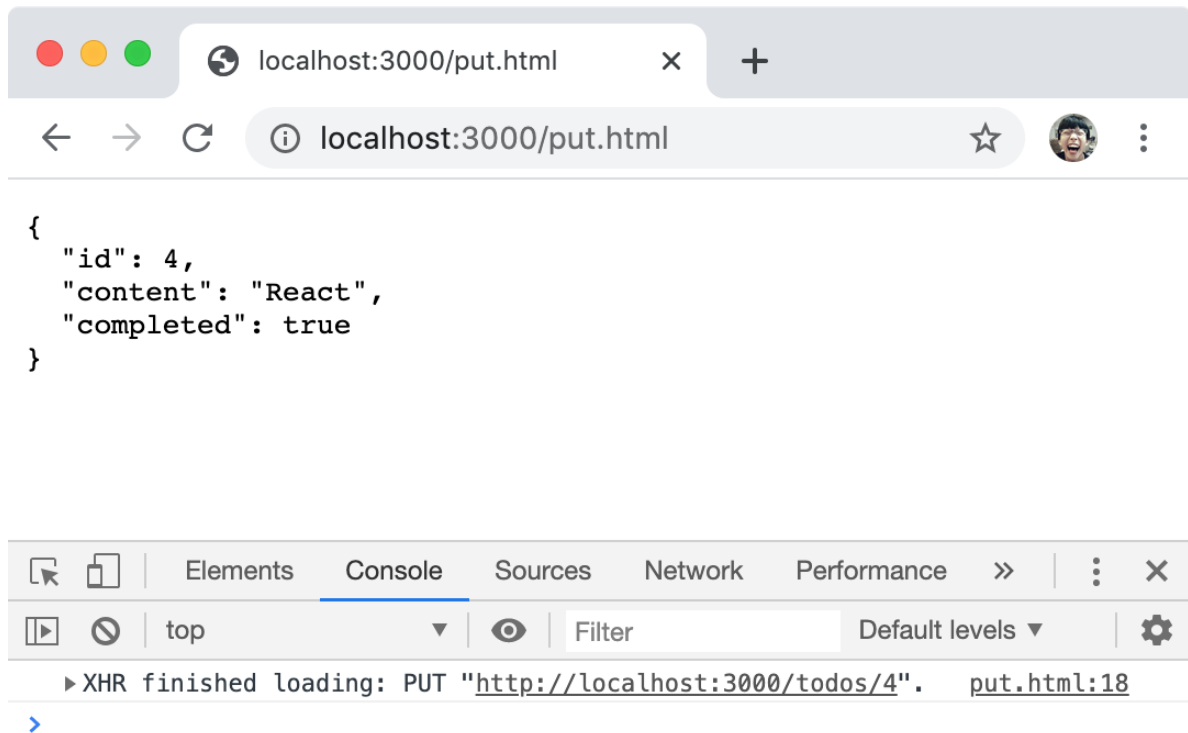 localhost:3000/put.html
localhost:3000/put.html
{
  "id": 4,
  "content": "React",
  "completed": true
}
Elements Console Sources Network Performance
top Filter Default levels
XHR finished loading: PUT "http://localhost:3000/todos/4". put.html:18